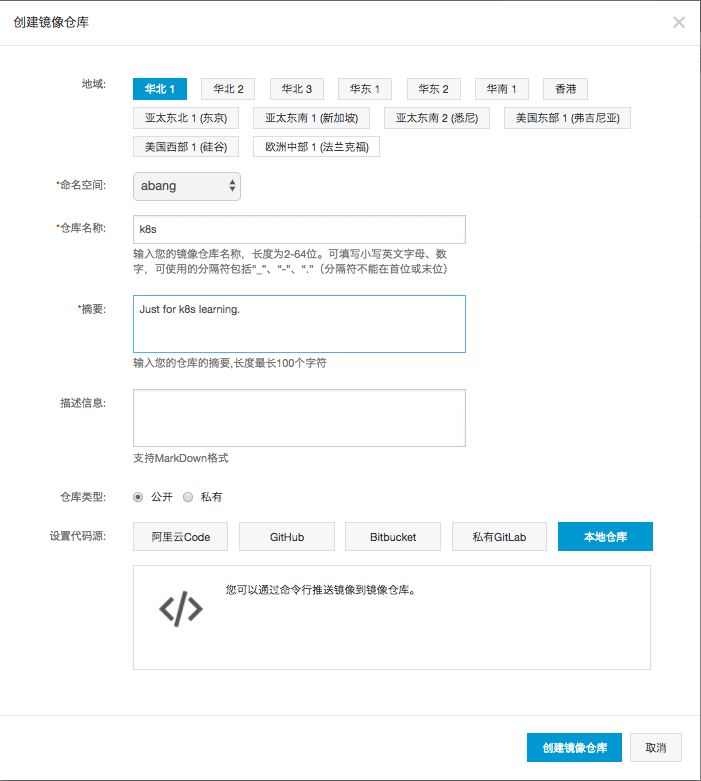 创建镜像仓库
地域: 华北 1 华北 2 华北 3 华东 1 华东 2 华南 1 香港
亚太东北 1 (东京) 亚太东南 1 (新加坡) 亚太东南 2 (悉尼) 美国东部 1 (弗吉尼亚)
美国西部 1 (硅谷) 欧洲中部 1 (法兰克福)
*命名空间: abang
*仓库名称: k8s
输入您的镜像仓库名称，长度为2-64位。可填写小写英文字母、数
字，可使用的分隔符包括“_”、“-”、“.”（分隔符不能在首位或末位）
*摘要: Just for k8s learning.
输入您的仓库的摘要,长度最长100个字符
描述信息:
支持MarkDown格式
仓库类型: 公开 私有
设置代码源: 阿里云Code GitHub Bitbucket 私有GitLab 本地仓库
您可以通过命令行推送镜像到镜像仓库。
创建镜像仓库 取消